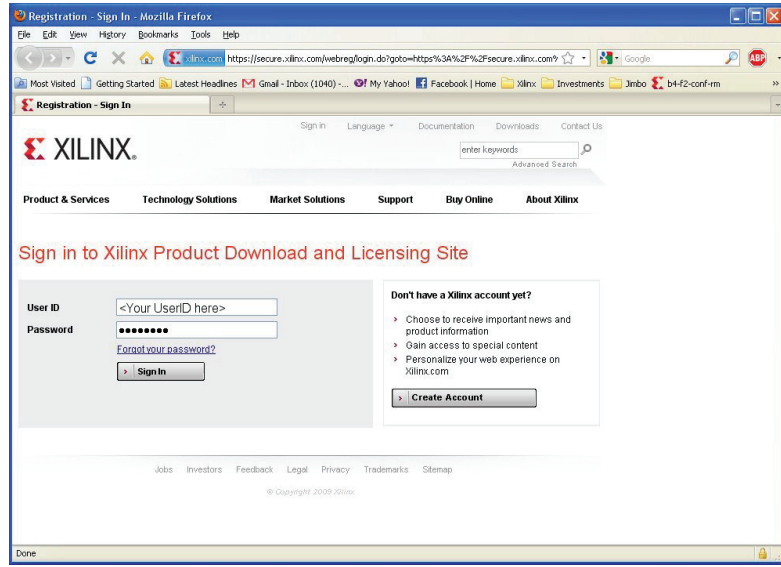 Registration - Sign In - Mozilla Firefox
File Edit View History Bookmarks Tools Help
xilinx.com https://secure.xilinx.com/webreg/login.do?goto=https%3A%2F%2Fsecure.xilinx.com% Google ABP
Most Visited Getting Started Latest Headlines Gmail - Inbox (1040) -... My Yahoo! Facebook | Home Xilinx Investments Jimbo b4-f2-conf-rm »
Registration - Sign In
Sign in Language Documentation Downloads Contact Us
XILINX®
enter keywords
Advanced Search
Product & Services Technology Solutions Market Solutions Support Buy Online About Xilinx
Sign in to Xilinx Product Download and Licensing Site
User ID <Your UserID here>
Password
Forgot your password?
Sign In
Don't have a Xilinx account yet?
Choose to receive important news and
product information
Gain access to special content
Personalize your web experience on
Xilinx.com
Create Account
Jobs Investors Feedback Legal Privacy Trademarks Sitemap
© Copyright 2009 Xilinx
Done